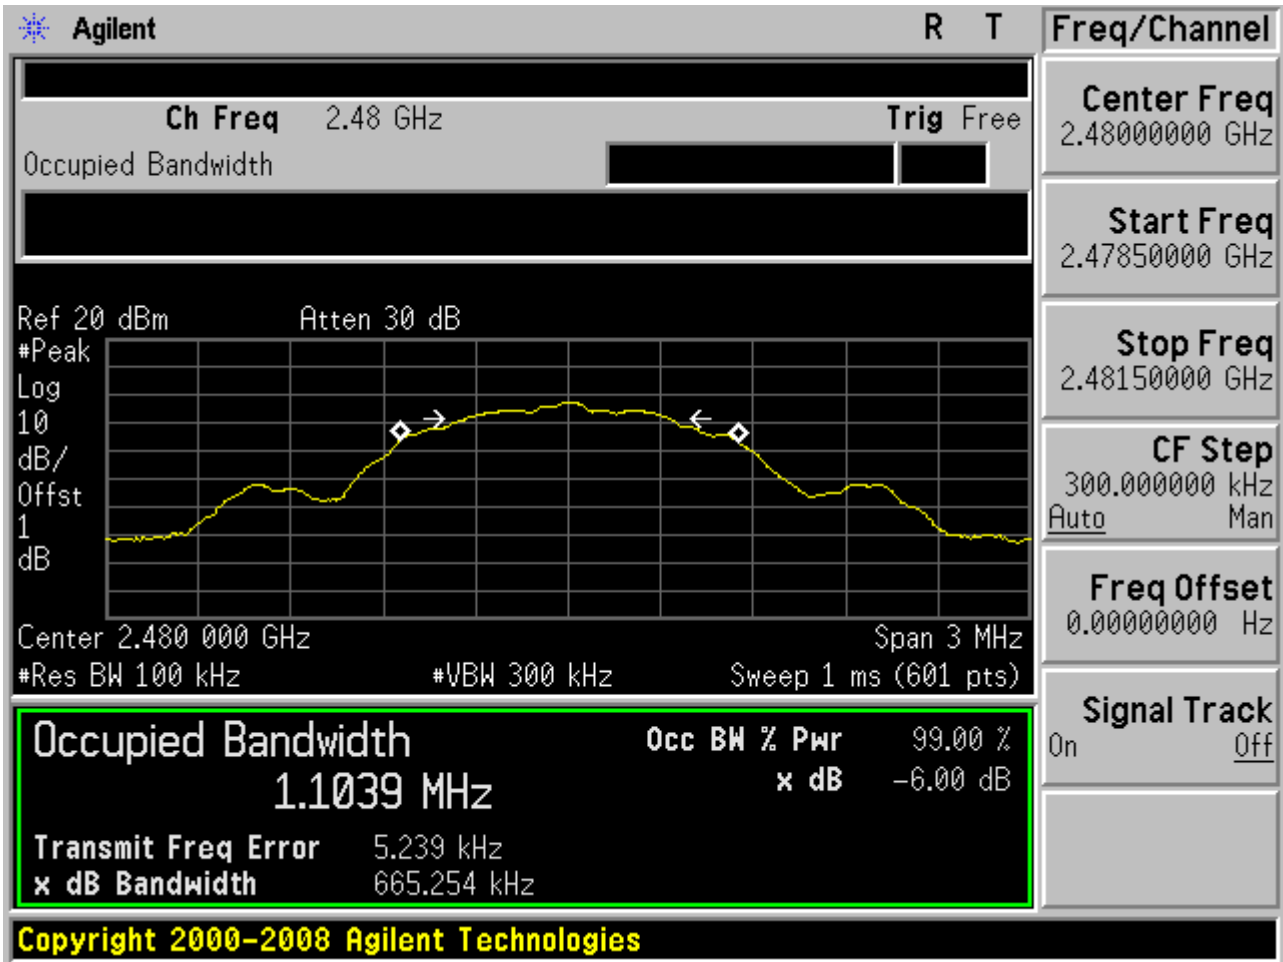 Agilent R T
Ch Freq 2.48 GHz Trig Free
Occupied Bandwidth
Ref 20 dBm Atten 30 dB
#Peak
Log
10
dB/
Offst
1
dB
Center 2.480 000 GHz Span 3 MHz
#Res BW 100 kHz #VBW 300 kHz Sweep 1 ms (601 pts)
Occupied Bandwidth
1.1039 MHz
Occ BW % Pwr 99.00 %
x dB -6.00 dB
Transmit Freq Error 5.239 kHz
x dB Bandwidth 665.254 kHz
Copyright 2000-2008 Agilent Technologies
Freq/Channel
Center Freq
2.48000000 GHz
Start Freq
2.47850000 GHz
Stop Freq
2.48150000 GHz
CF Step
300.000000 kHz
Auto Man
Freq Offset
0.00000000 Hz
Signal Track
On Off